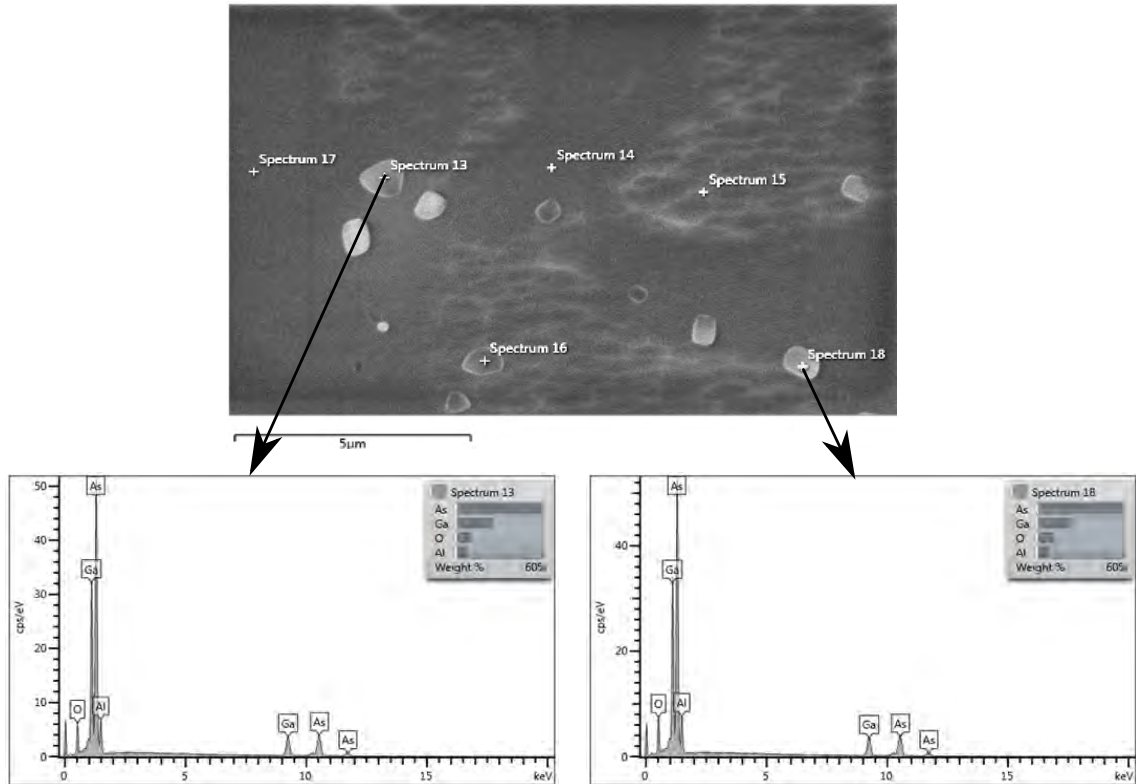 Spectrum 17
Spectrum 13
Spectrum 14
Spectrum 15
Spectrum 16
Spectrum 18
5μm
As
Ga
O
Al
Ga
As
As
50
40
30
20
10
0
cps/eV
0
5
10
15
keV
Spectrum 13
As
Ga
O
Al
Weight %
As
Ga
O
Al
Ga
As
As
40
20
0
cps/eV
0
5
10
15
keV
Spectrum 18
As
Ga
O
Al
Weight %